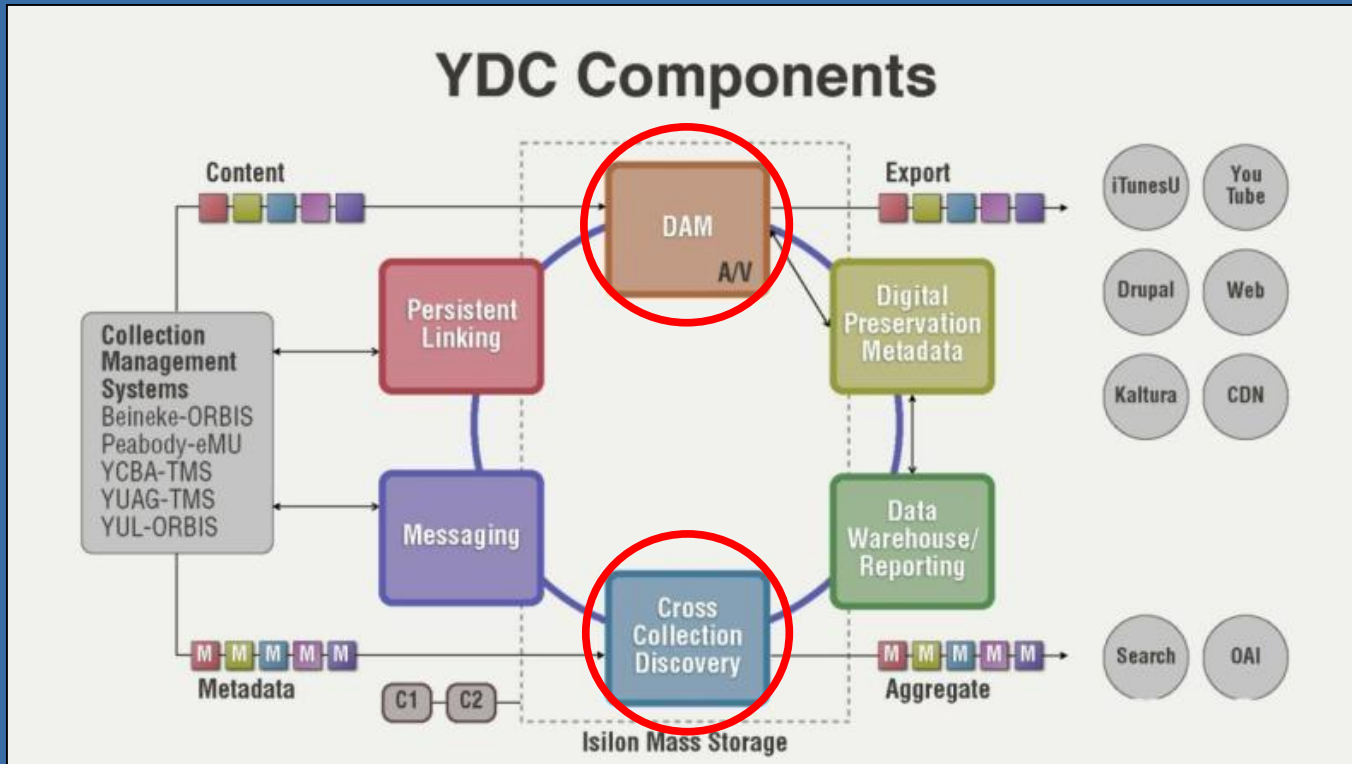 YDC Components
Content
Export
iTunesU
You
Tube
DAM
A/V
Persistent
Linking
Digital
Preservation
Metadata
Drupal
Web
Collection
Management
Systems
Beineke-ORBIS
Peabody-eMU
YCBA-TMS
YUAG-TMS
YUL-ORBIS
Kaltura
CDN
Messaging
Data
Warehouse/
Reporting
Cross
Collection
Discovery
M M M M M
Metadata
M M M M M
Aggregate
Search
OAI
C1
C2
Isilon Mass Storage